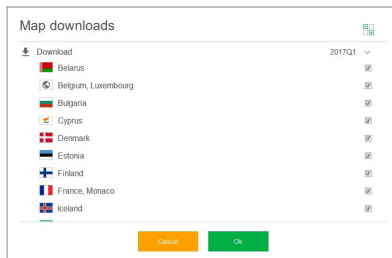 Map downloads
Download 2017Q1
Belarus
Belgium, Luxembourg
Bulgaria
Cyprus
Denmark
Estonia
Finland
France, Monaco
Iceland
Cancel Ok